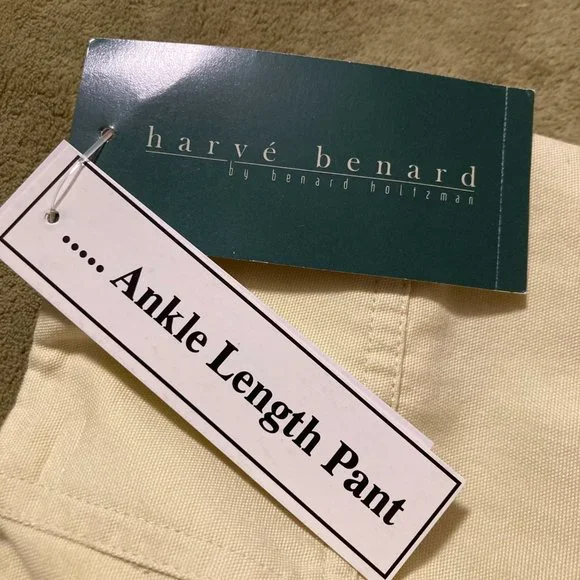 harvé benard
by benard holtzman
..... Ankle Length Pant